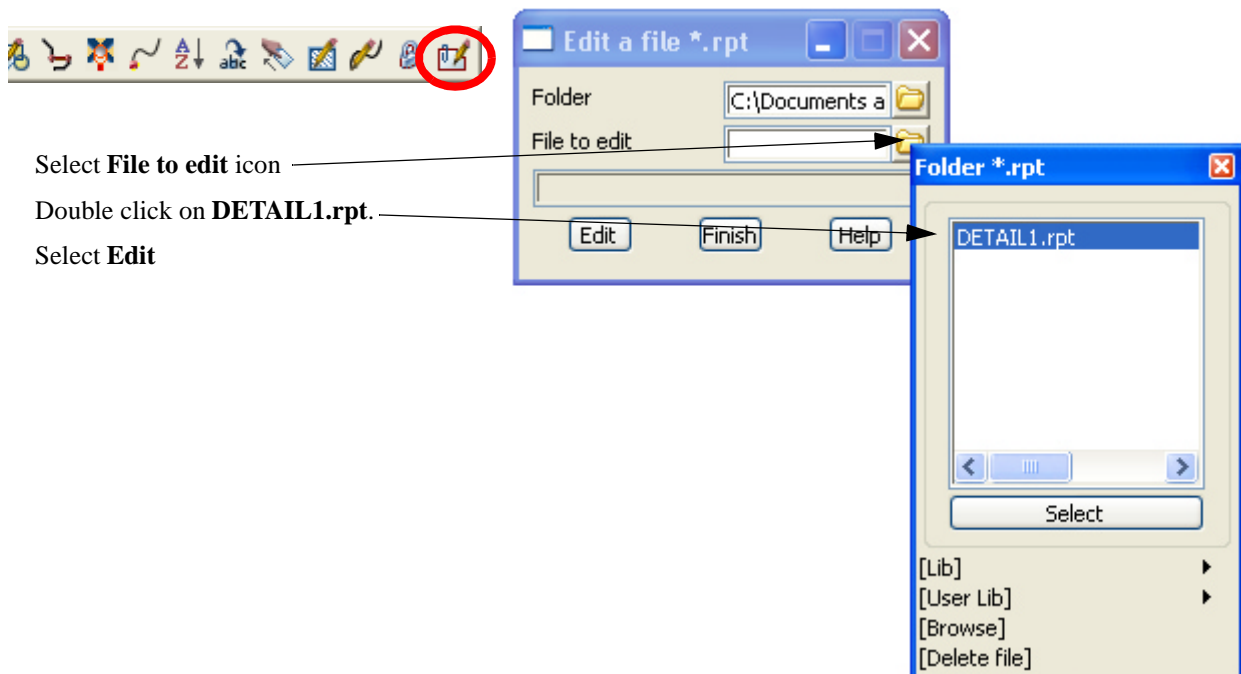 A
Z
abc
Edit a file *.rpt
Folder
C:\Documents a
File to edit
Select File to edit icon
Double click on DETAIL1.rpt.
Select Edit
Edit
Finish
Help
Folder *.rpt
DETAIL1.rpt
Select
[Lib]
[User Lib]
[Browse]
[Delete file]